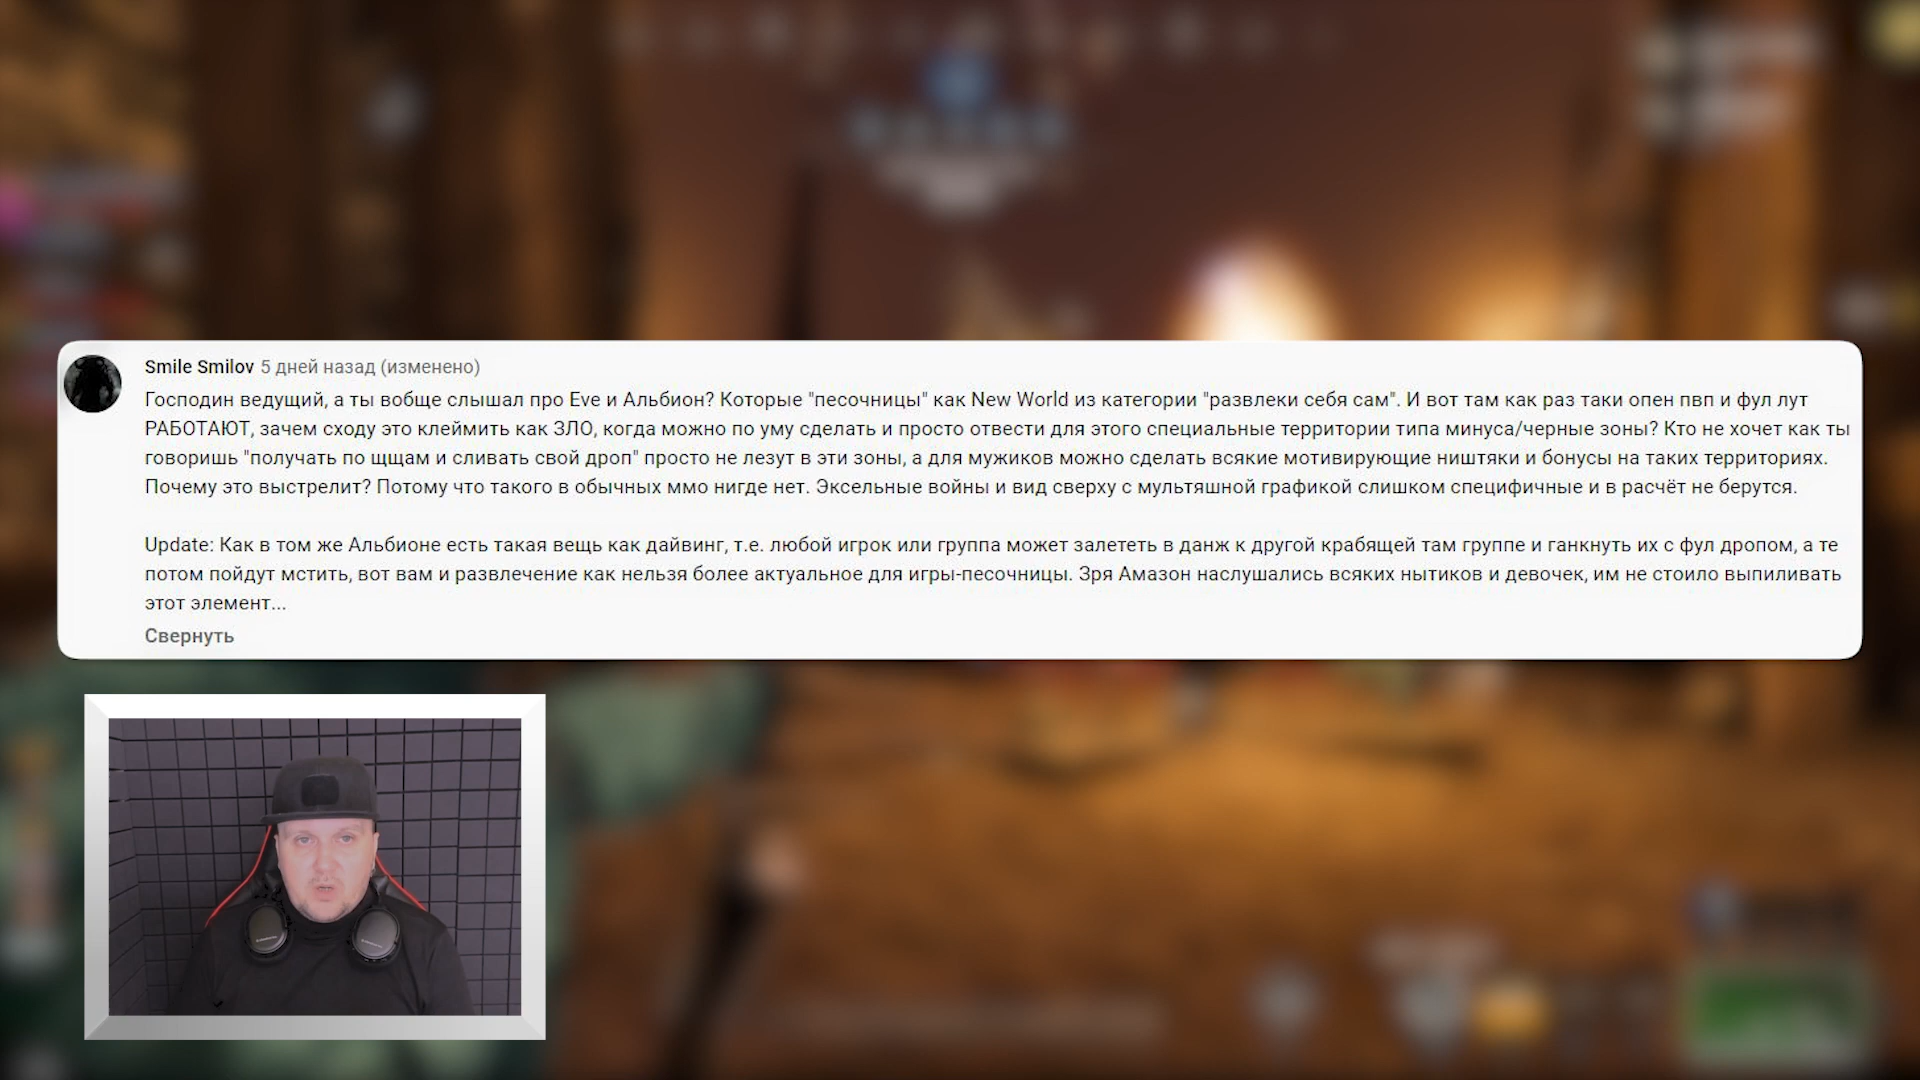 Smile Smilov 5 дней назад (изменено)
Господин ведущий, а ты вобще слышал про Eve и Альбион? Которые "песочницы" как New World из категории "развлеки себя сам". И вот там как раз таки опен пвп и фул лут
РАБОТАЮТ, зачем сходу это клеймить как ЗЛО, когда можно по уму сделать и просто отвести для этого специальные территории типа минуса/черные зоны? Кто не хочет как ты
говоришь "получать по щщам и сливать свой дроп" просто не лезут в эти зоны, а для мужиков можно сделать всякие мотивирующие ништяки и бонусы на таких территориях.
Почему это выстрелит? Потому что такого в обычных ммо нигде нет. Эксельные войны и вид сверху с мультяшной графикой слишком специфичные и в расчёт не берутся.
Update: Как в том же Альбионе есть такая вещь как дайвинг, т.е. любой игрок или группа может залететь в данж к другой крабящей там группе и ганкнуть их с фул дропом, а те
потом пойдут мстить, вот вам и развлечение как нельзя более актуальное для игры-песочницы. Зря Амазон наслушались всяких нытиков и девочек, им не стоило выпиливать
этот элемент...
Свернуть